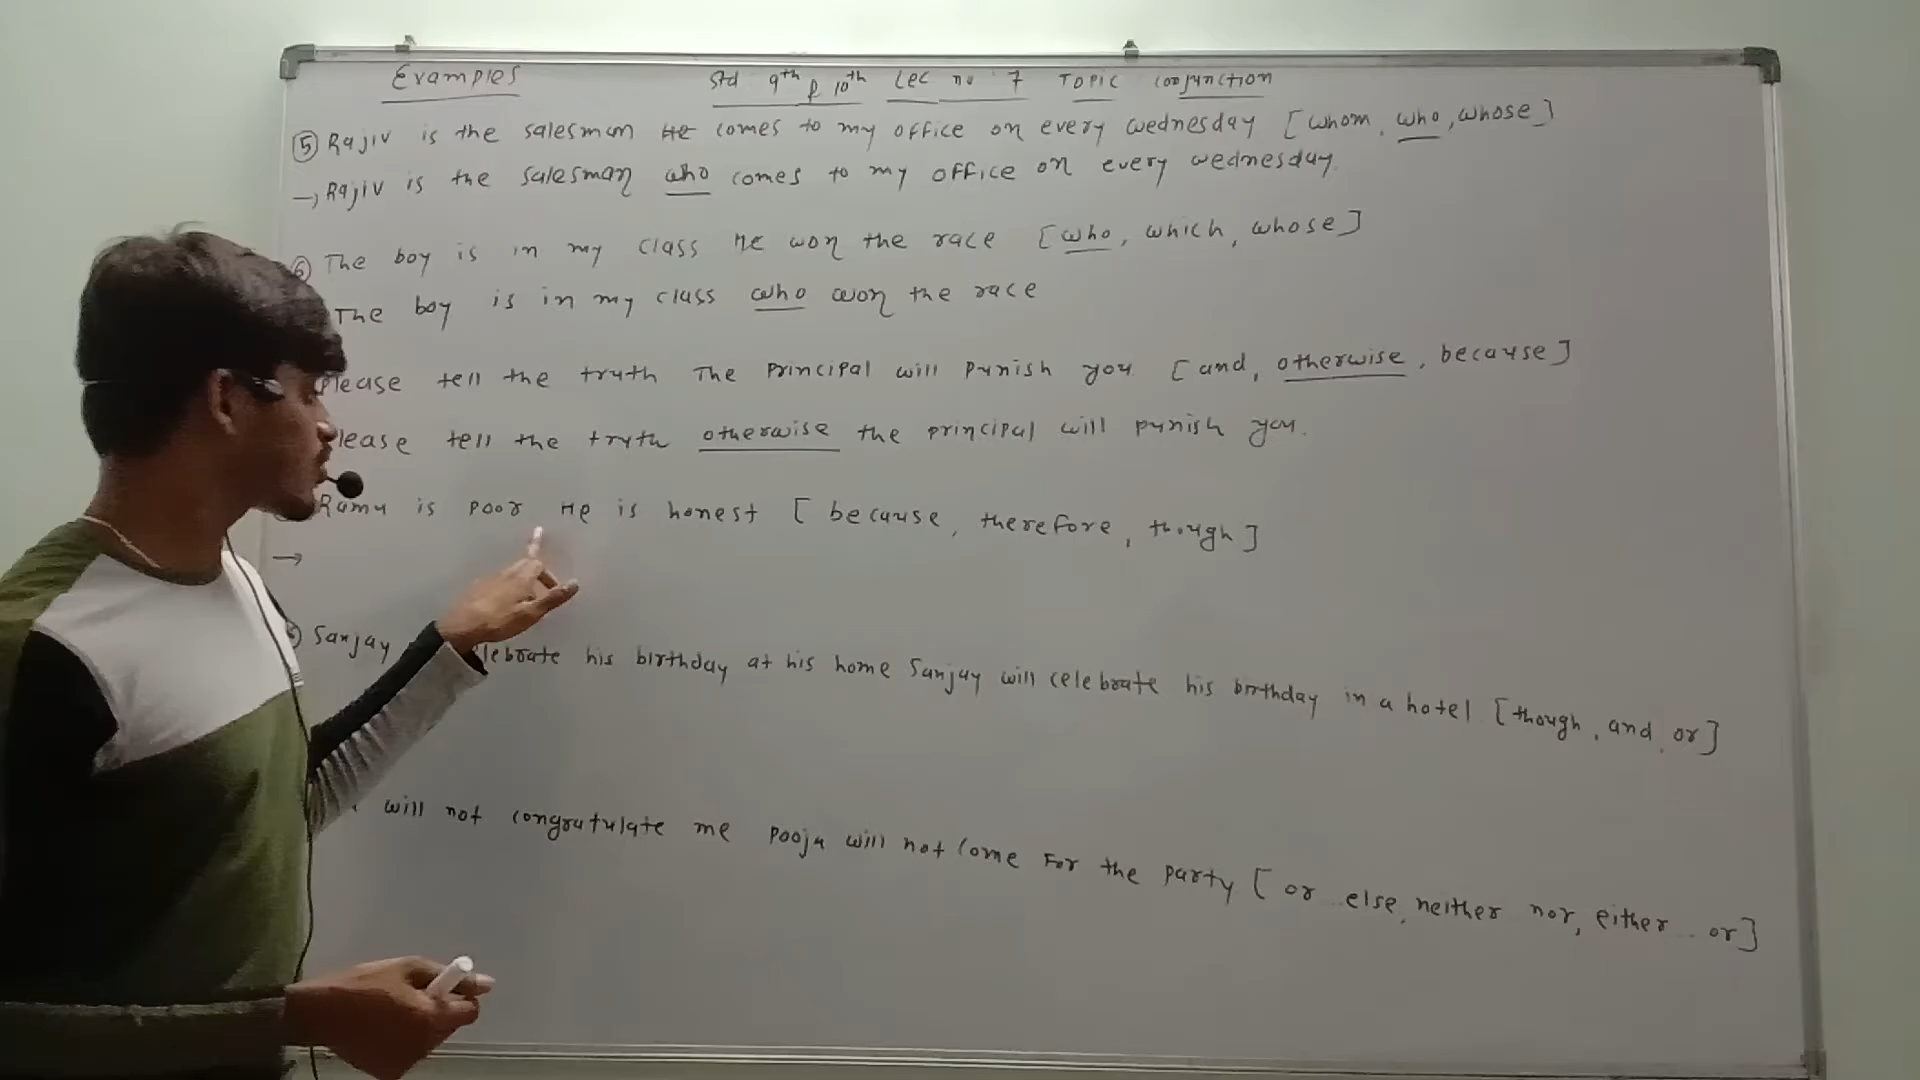 Examples
Std 9th & 10th Lec no 7 Topic conjunction
⑤ Rajiv is the salesman He comes to my office on every wednesday [whom, who, whose]
→ Rajiv is the salesman who comes to my office on every wednesday.
⑥ The boy is in my class He won the race [who, which, whose]
The boy is in my class who won the race
Please tell the truth The principal will punish you [and, otherwise, because]
lease tell the truth otherwise the principal will punish you.
Ramu is poor He is honest [because, therefore, though]
→
Sanjay lebrate his birthday at his home Sanjay will celebrate his birthday in a hotel [though, and, or]
will not congratulate me Pooja will not come For the party [or else, neither nor, either .. or]